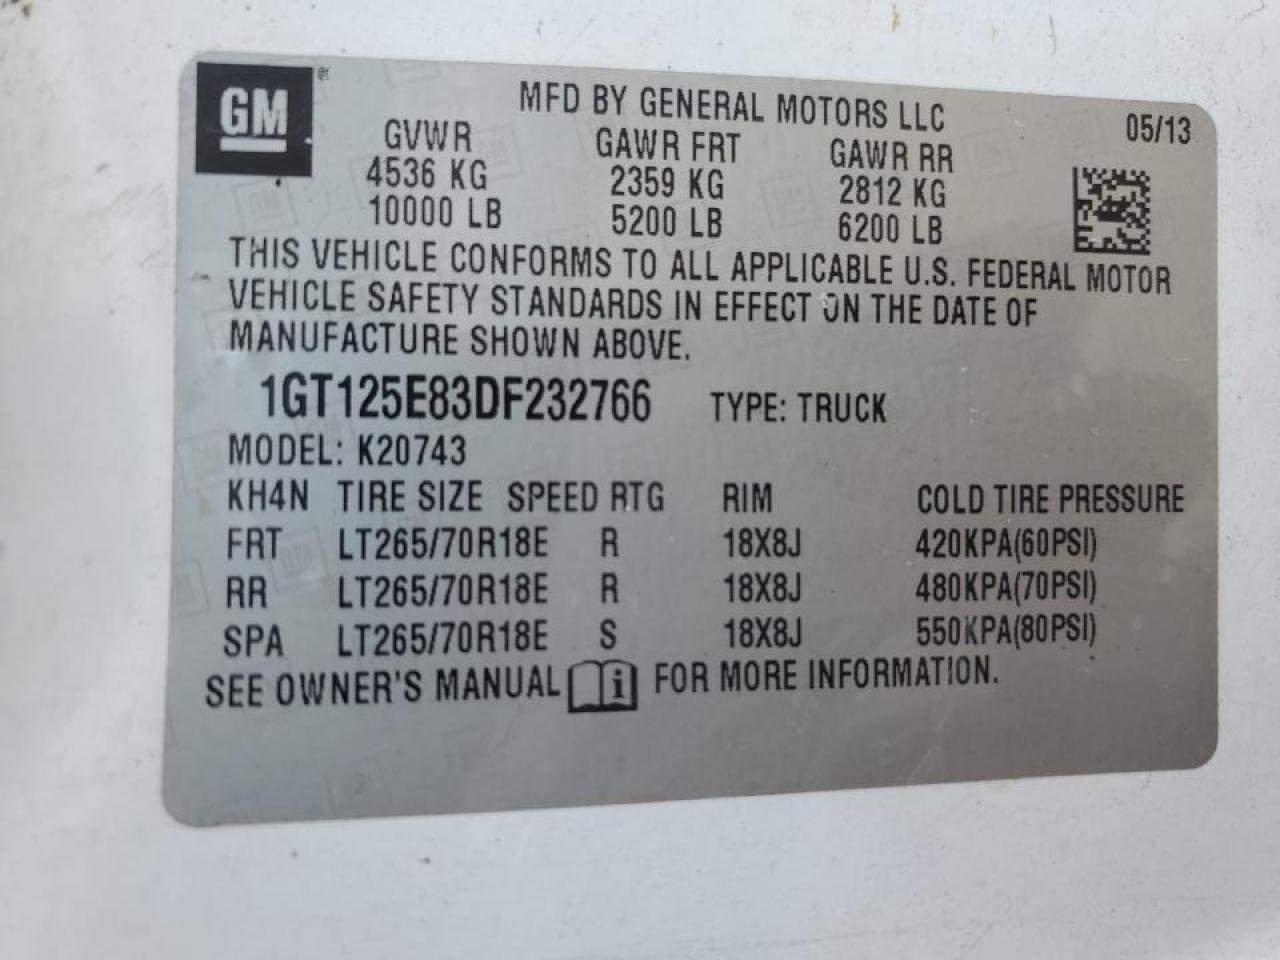 GM ®
MFD BY GENERAL MOTORS LLC 05/13
GVWR GAWR FRT GAWR RR
4536 KG 2359 KG 2812 KG
10000 LB 5200 LB 6200 LB
THIS VEHICLE CONFORMS TO ALL APPLICABLE U.S. FEDERAL MOTOR
VEHICLE SAFETY STANDARDS IN EFFECT ON THE DATE OF
MANUFACTURE SHOWN ABOVE.
1GT125E83DF232766 TYPE: TRUCK
MODEL: K20743
KH4N TIRE SIZE SPEED RTG RIM COLD TIRE PRESSURE
FRT LT265/70R18E R 18X8J 420KPA(60PSI)
RR LT265/70R18E R 18X8J 480KPA(70PSI)
SPA LT265/70R18E S 18X8J 550KPA(80PSI)
SEE OWNER'S MANUAL i FOR MORE INFORMATION.